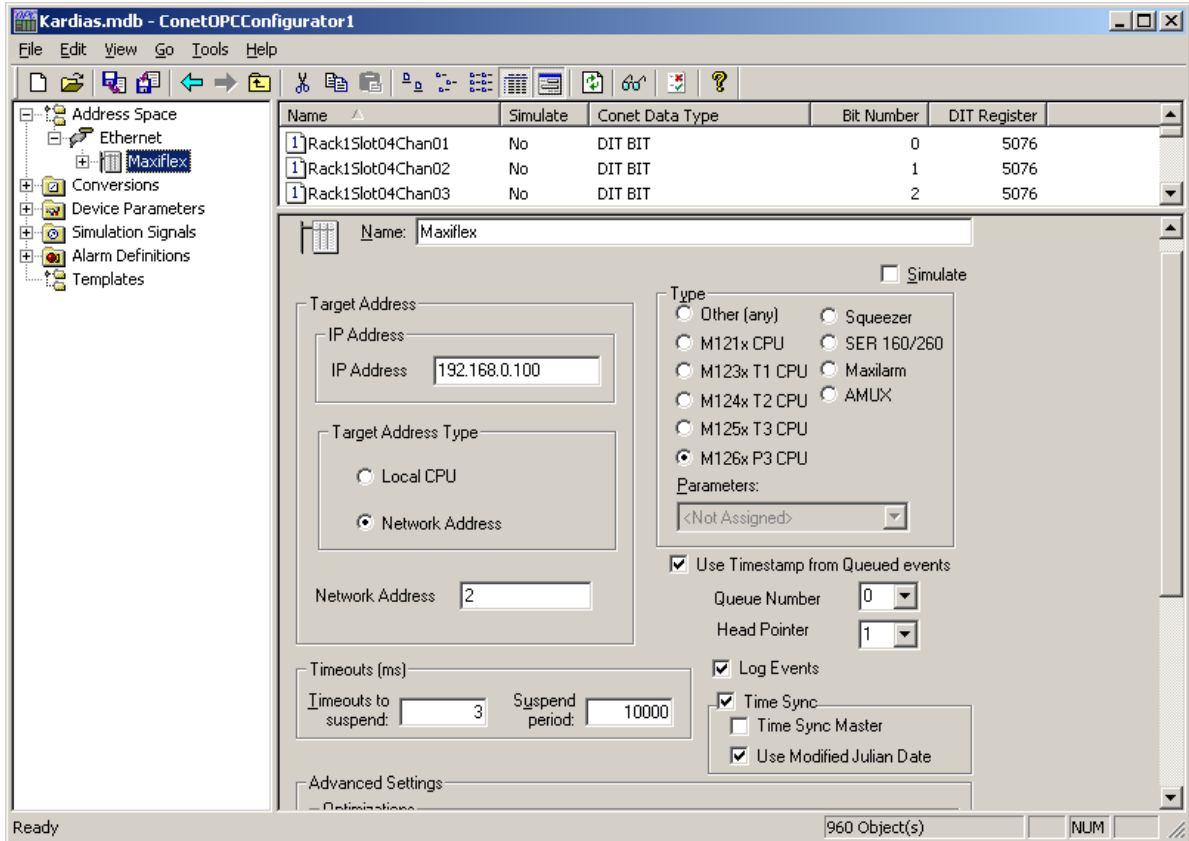 Kardias.mdb - ConetOPCConfigurator1
File Edit View Go Tools Help
Address Space
Ethernet
Maxiflex
Conversions
Device Parameters
Simulation Signals
Alarm Definitions
Templates
Name Simulate Conet Data Type Bit Number DIT Register
Rack1Slot04Chan01 No DIT BIT 0 5076
Rack1Slot04Chan02 No DIT BIT 1 5076
Rack1Slot04Chan03 No DIT BIT 2 5076
Name: Maxiflex
Simulate
Target Address
IP Address
IP Address 192.168.0.100
Target Address Type
Local CPU
Network Address
Network Address 2
Type
Other (any) Squeezer
M121x CPU SER 160/260
M123x T1 CPU Maxilarm
M124x T2 CPU AMUX
M125x T3 CPU
M126x P3 CPU
Parameters:
<Not Assigned>
Use Timestamp from Queued events
Queue Number 0
Head Pointer 1
Log Events
Timeouts (ms)
Timeouts to suspend: 3 Suspend period: 10000
Time Sync
Time Sync Master
Use Modified Julian Date
Advanced Settings
Optimizations
Ready 960 Object(s) NUM